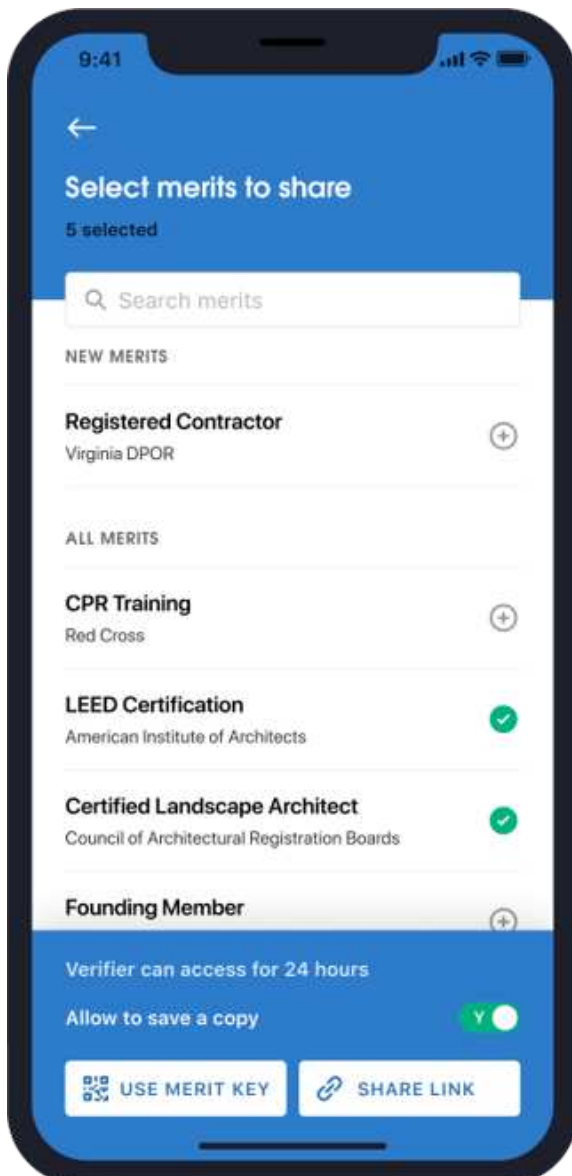 9:41
Select merits to share
5 selected
Search merits
NEW MERITS
Registered Contractor
Virginia DPOR
ALL MERITS
CPR Training
Red Cross
LEED Certification
American Institute of Architects
Certified Landscape Architect
Council of Architectural Registration Boards
Founding Member
Verifier can access for 24 hours
Allow to save a copy Y
USE MERIT KEY SHARE LINK